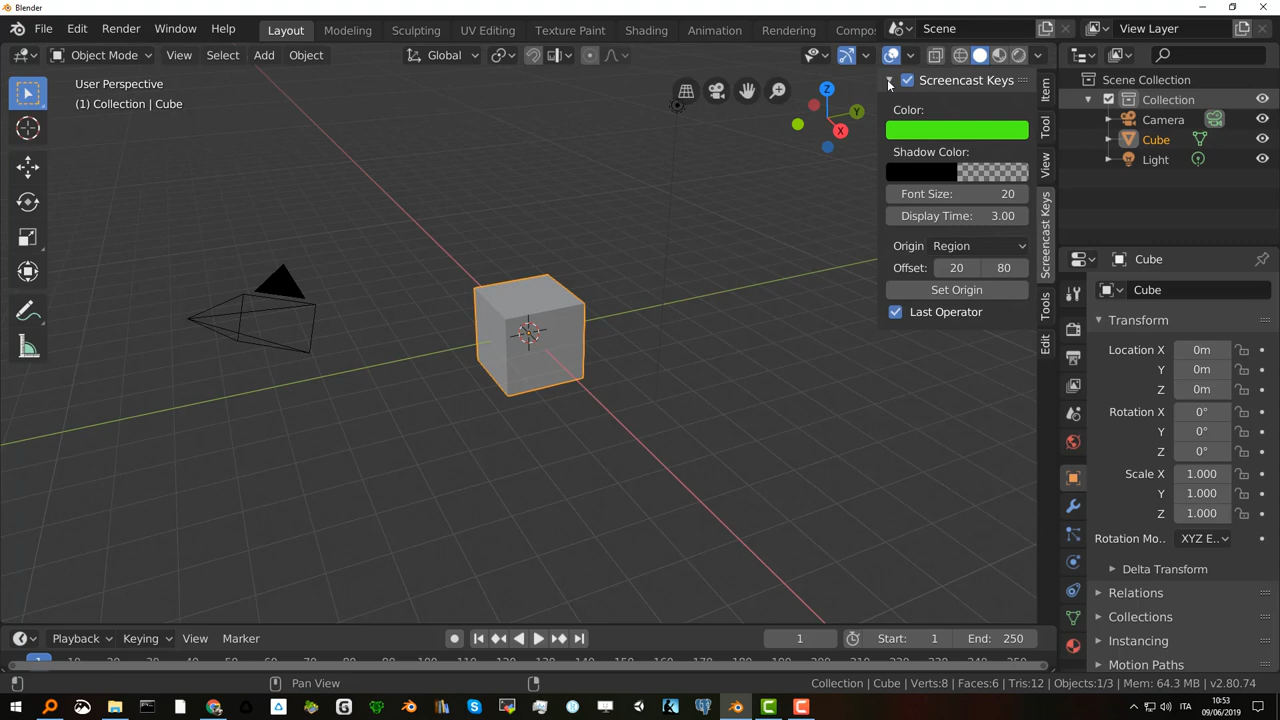 Blender
File Edit Render Window Help Layout Modeling Sculpting UV Editing Texture Paint Shading Animation Rendering Compos Scene View Layer
Object Mode View Select Add Object Global
User Perspective
(1) Collection | Cube
Z
Y
X
Screencast Keys
Color:
Shadow Color:
Font Size: 20
Display Time: 3.00
Origin Region
Offset: 20 80
Set Origin
Last Operator
Item
Tool
View
Screencast Keys
Tools
Edit
Scene Collection
Collection
Camera
Cube
Light
Cube
Cube
Transform
Location X 0m
Y 0m
Z 0m
Rotation X 0°
Y 0°
Z 0°
Scale X 1.000
Y 1.000
Z 1.000
Rotation Mo.. XYZ E..
Delta Transform
Relations
Collections
Instancing
Motion Paths
Playback Keying View Marker 1 Start: 1 End: 250
1
Pan View
Collection | Cube | Verts:8 | Faces:6 | Tris:12 | Objects:1/3 | Mem: 64.3 MB | v2.80.74
ITA 10:53
09/06/2019